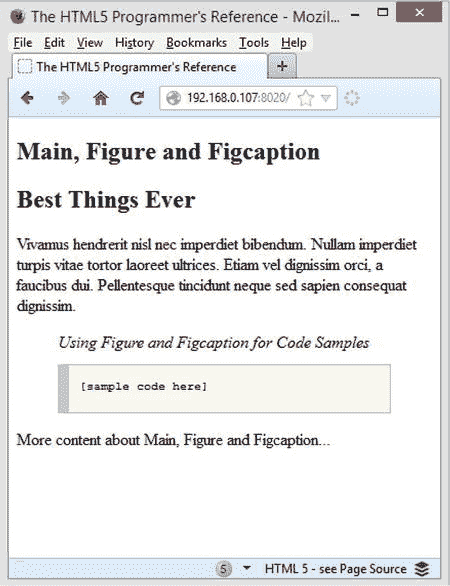 The HTML5 Programmer's Reference - Mozil...
File Edit View History Bookmarks Tools Help
The HTML5 Programmer's Reference
192.168.0.107:8020/
Main, Figure and Figcaption
Best Things Ever
Vivamus hendrerit nisl nec imperdiet bibendum. Nullam imperdiet
turpis vitae tortor laoreet ultrices. Etiam vel dignissim orci, a
faucibus dui. Pellentesque tincidunt neque sed sapien consequat
dignissim.
Using Figure and Figcaption for Code Samples
[sample code here]
More content about Main, Figure and Figcaption...
5 HTML 5 - see Page Source